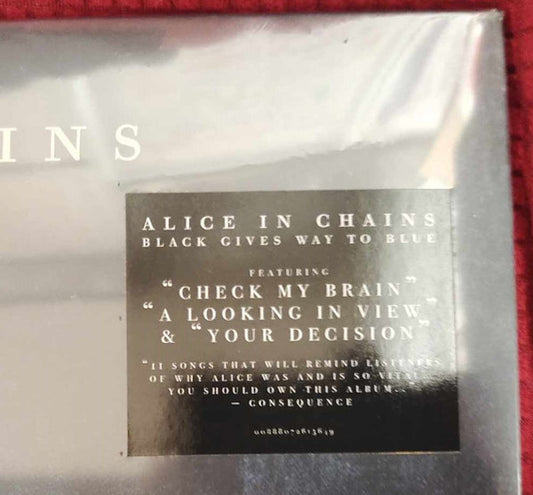 INS
ALICE IN CHAINS
BLACK GIVES WAY TO BLUE
FEATURING
"CHECK MY BRAIN"
"A LOOKING IN VIEW"
& "YOUR DECISION"
"11 SONGS THAT WILL REMIND LISTENERS
OF WHY ALICE WAS AND IS SO VITAL...
YOU SHOULD OWN THIS ALBUM...
— CONSEQUENCE
00888072615649